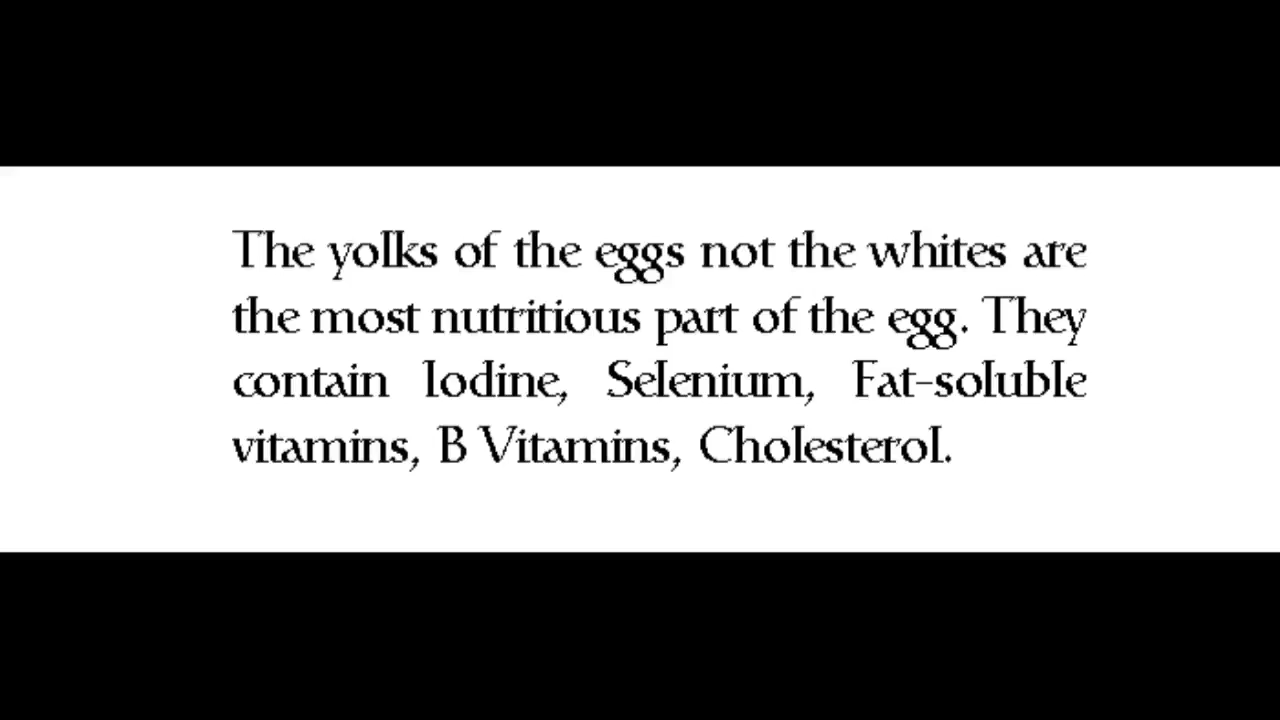 The yolks of the eggs not the whites are
the most nutritious part of the egg. They
contain Iodine, Selenium, Fat-soluble
vitamins, B Vitamins, Cholesterol.